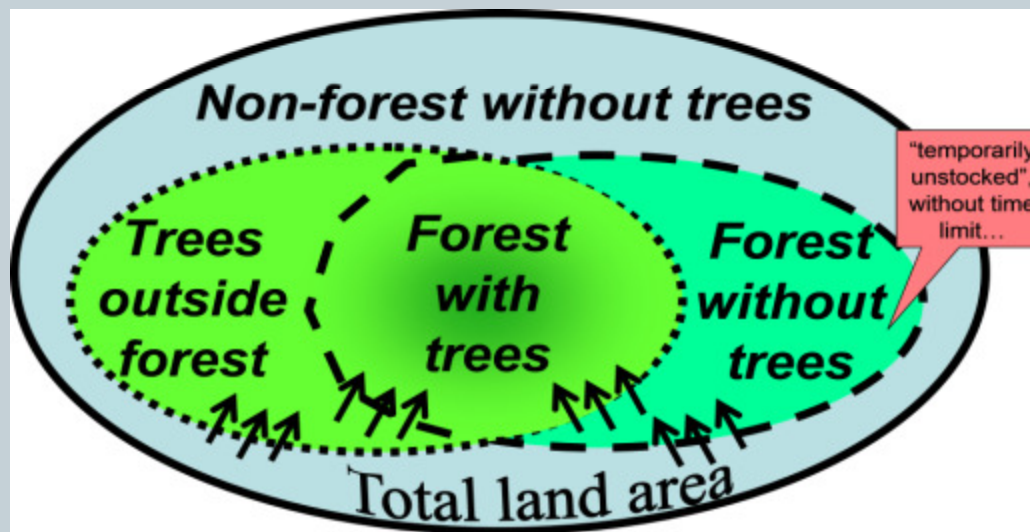 Non-forest without trees
"temporarily
unstocked",
without time
limit...
Trees
outside
forest
Forest
with
trees
Forest
without
trees
Total land area